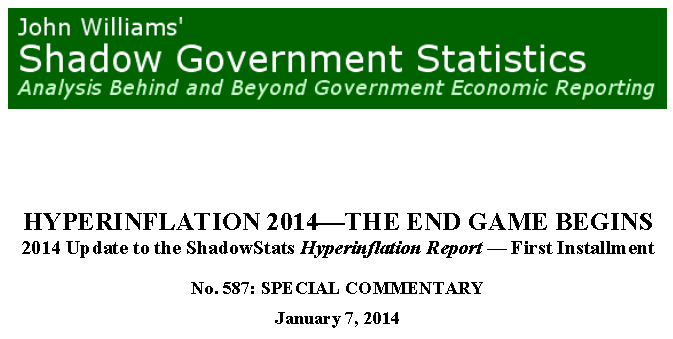 John Williams'
Shadow Government Statistics
Analysis Behind and Beyond Government Economic Reporting
HYPERINFLATION 2014—THE END GAME BEGINS
2014 Update to the ShadowStats Hyperinflation Report — First Installment
No. 587: SPECIAL COMMENTARY
January 7, 2014